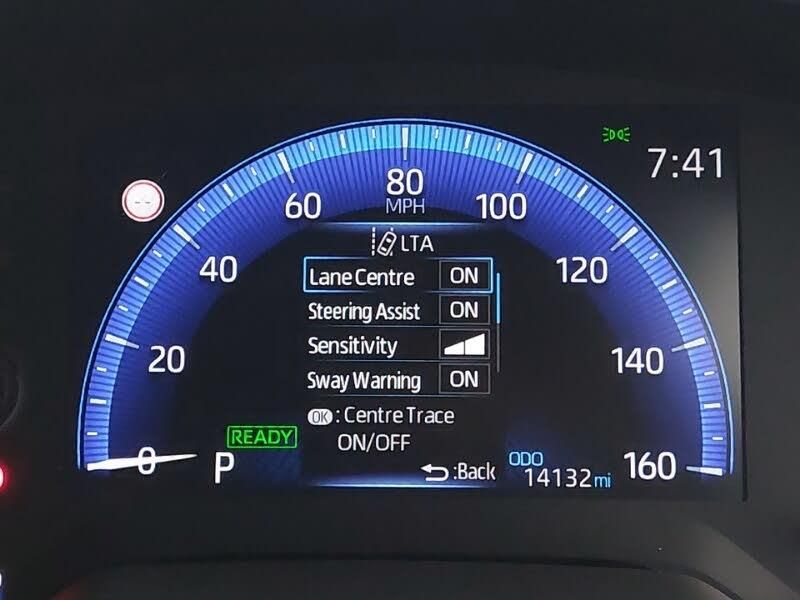 7:41
80
MPH
60
100
40
120
20
140
0
160
LTA
Lane Centre ON
Steering Assist ON
Sensitivity
Sway Warning ON
OK : Centre Trace
ON/OFF
:Back
READY
P
ODO
14132 mi
--